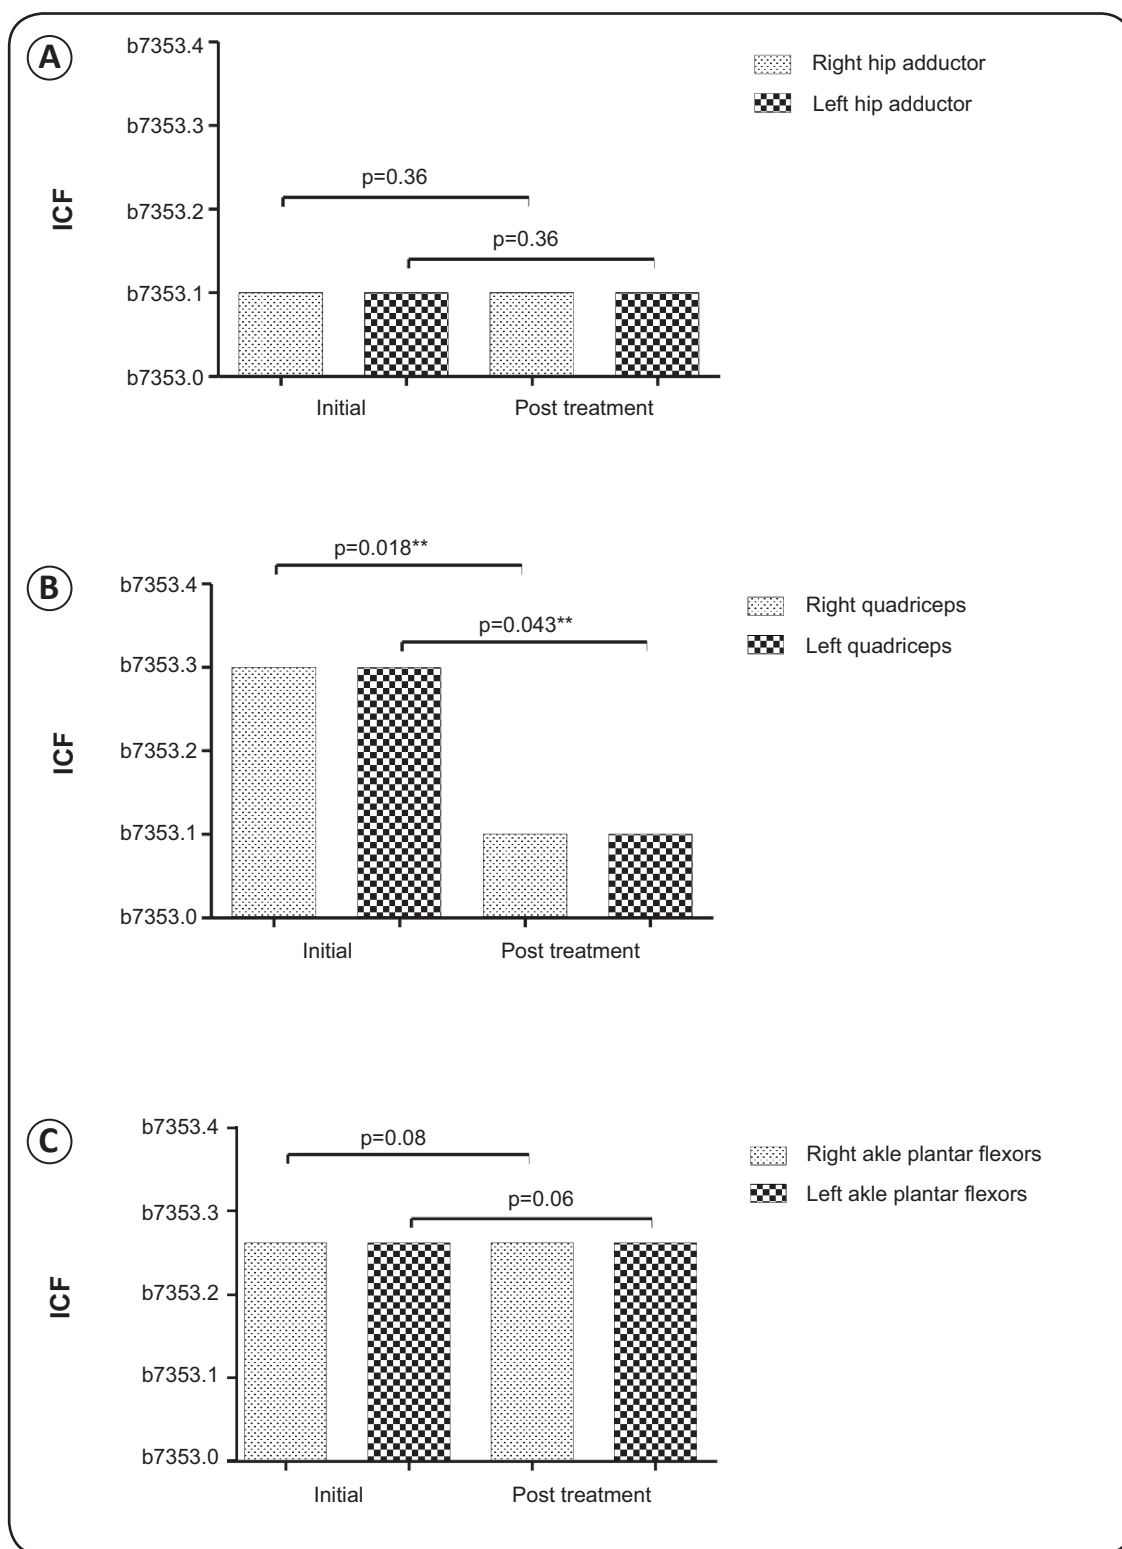 A
b7353.4
b7353.3
b7353.2
b7353.1
b7353.0
ICF
p=0.36
p=0.36
Initial
Post treatment
Right hip adductor
Left hip adductor
B
b7353.4
b7353.3
b7353.2
b7353.1
b7353.0
ICF
p=0.018**
p=0.043**
Initial
Post treatment
Right quadriceps
Left quadriceps
C
b7353.4
b7353.3
b7353.2
b7353.1
b7353.0
ICF
p=0.08
p=0.06
Initial
Post treatment
Right akle plantar flexors
Left akle plantar flexors